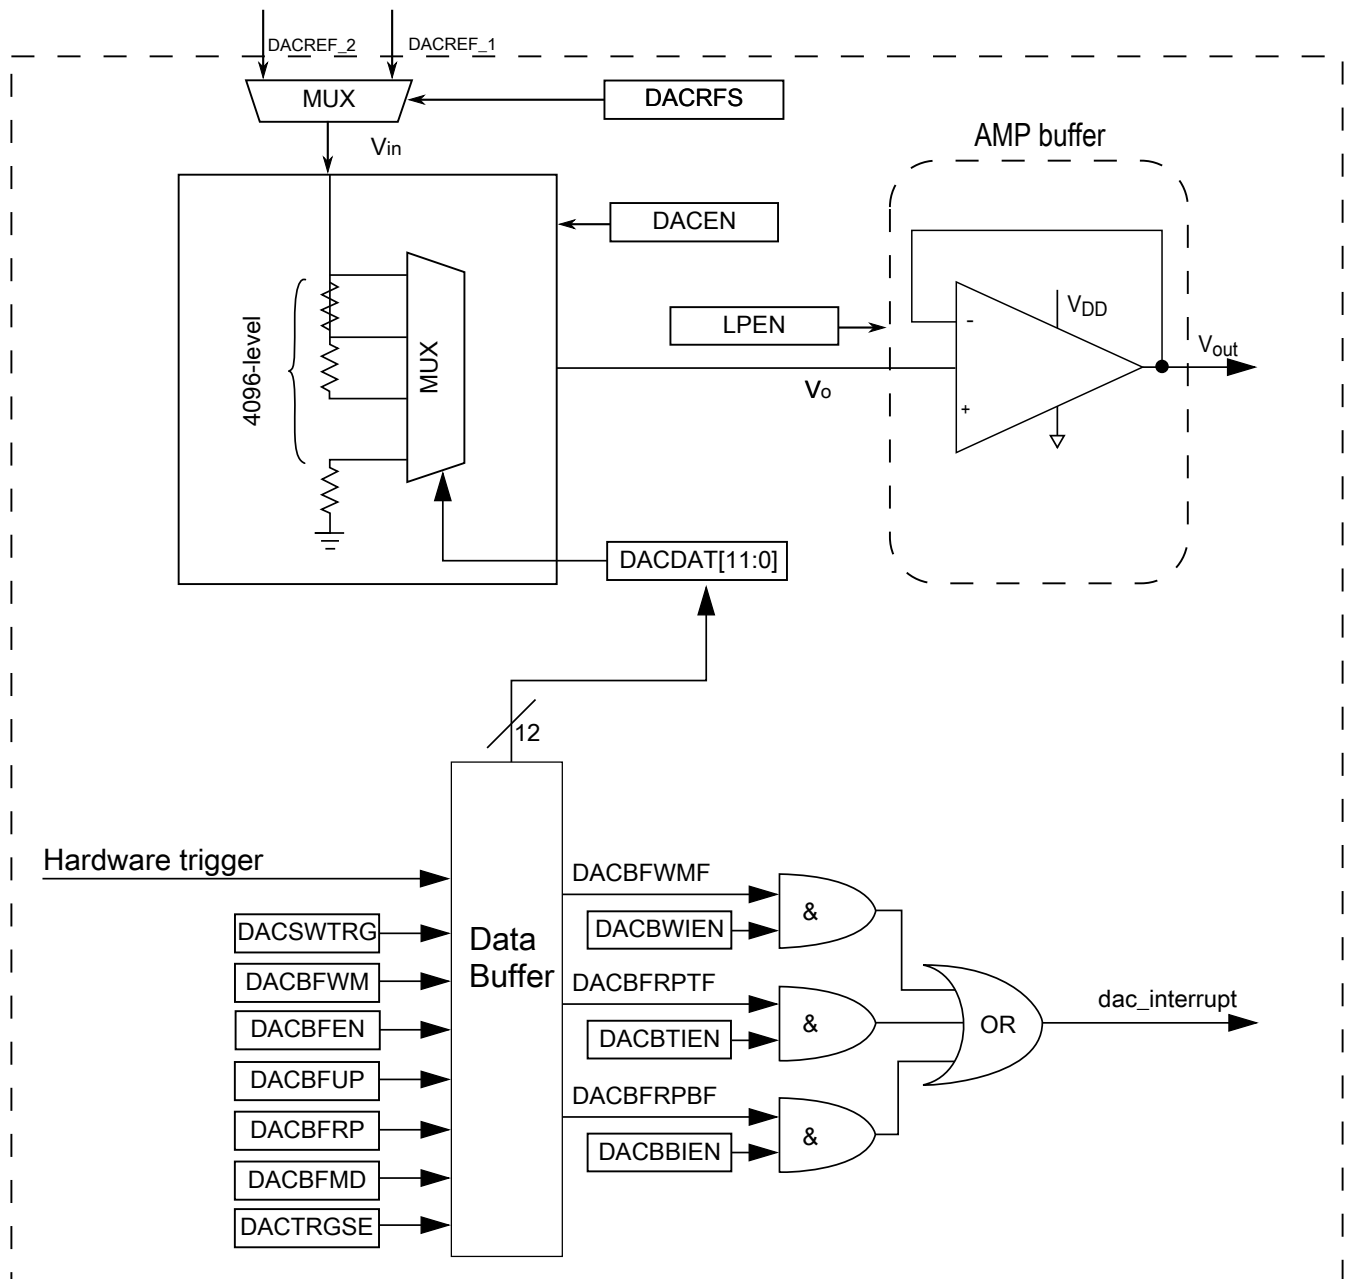 DACREF_2
DACREF_1
MUX
DACRFS
Vin
AMP buffer
DACEN
LPEN
VDD
4096-level
MUX
-
+
Vo
Vout
DACDAT[11:0]
12
Hardware trigger
DACSWTRG
DACBFWM
DACBFEN
DACBFUP
DACBFRP
DACBFMD
DACTRGSE
Data
Buffer
DACBFWMF
&
DACBWIEN
DACBFRPTF
&
DACBTIEN
DACBFRPBF
&
DACBBIEN
OR
dac_interrupt